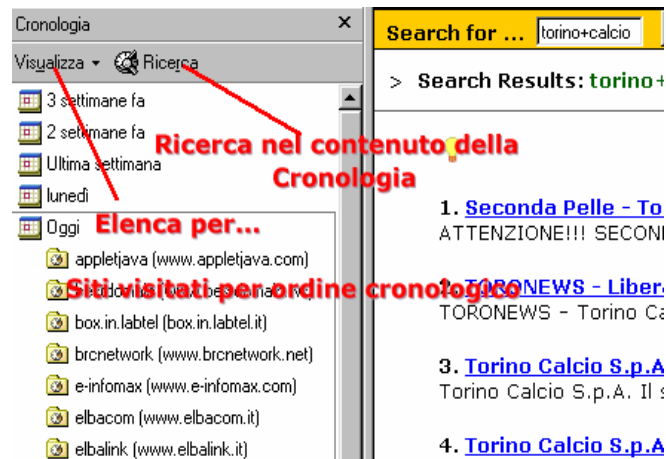 Cronologia
Visualizza
Ricerca
3 settimane fa
2 settimane fa
Ultima settimana
lunedì
Oggi
appletjava (www.appletjava.com)
box.in.labtel (box.in.labtel.it)
brcnetwork (www.brcnetwork.net)
e-infomax (www.e-infomax.com)
elbacom (www.elbacom.it)
elbalink (www.elbalink.it)
Ricerca nel contenuto della
Cronologia
Elenca per...
Siti visitati per ordine cronologico
Search for ... torino+calcio
> Search Results: torino+
1. Seconda Pelle - To
ATTENZIONE!!! SECON
2. TORONEWS - Libera
TORONEWS - Torino Ca
3. Torino Calcio S.p.A
Torino Calcio S.p.A. Il s
4. Torino Calcio S.p.A